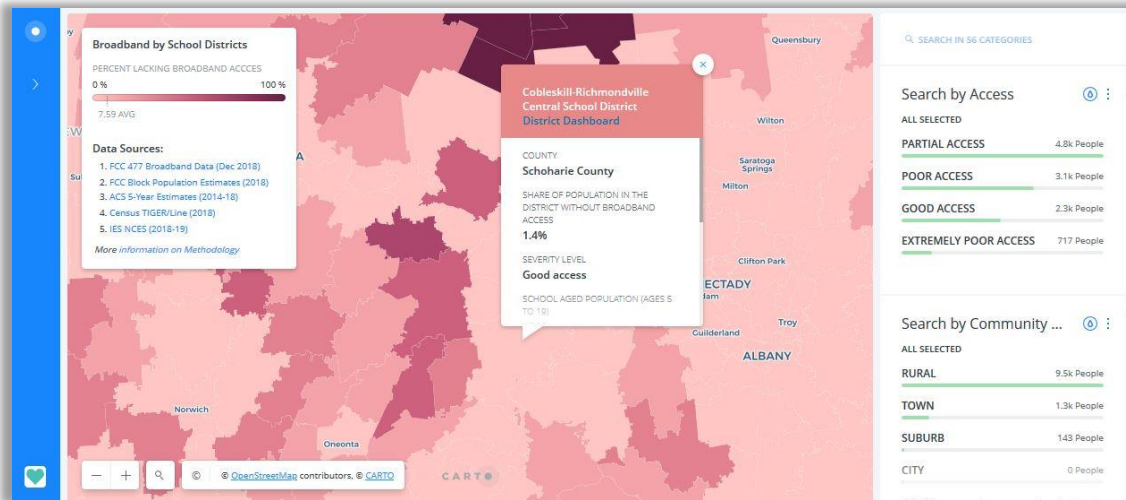 Broadband by School Districts
PERCENT LACKING BROADBAND ACCCES
0 %
100 %
7.59 AVG
Data Sources:
1. FCC 477 Broadband Data (Dec 2018)
2. FCC Block Population Estimates (2018)
3. ACS 5-Year Estimates (2014-18)
4. Census TIGER/Line (2018)
5. IES NCES (2018-19)
More information on Methodology
Cobleskill-Richmondville
Central School District
District Dashboard
COUNTY
Schoharie County
SHARE OF POPULATION IN THE
DISTRICT WITHOUT BROADBAND
ACCESS
1.4%
SEVERITY LEVEL
Good access
SCHOOL AGED POPULATION (AGES 5
TO 19)
Queensbury
Wilton
Saratoga
Springs
Milton
Clifton Park
ECTADY
Guilderland
Troy
ALBANY
Norwich
Oneonta
© OpenStreetMap contributors, © CARTO
CARTO
SEARCH IN 56 CATEGORIES
Search by Access
ALL SELECTED
PARTIAL ACCESS 4.8k People
POOR ACCESS 3.1k People
GOOD ACCESS 2.3k People
EXTREMELY POOR ACCESS 717 People
Search by Community ...
ALL SELECTED
RURAL 9.5k People
TOWN 1.3k People
SUBURB 143 People
CITY 0 People